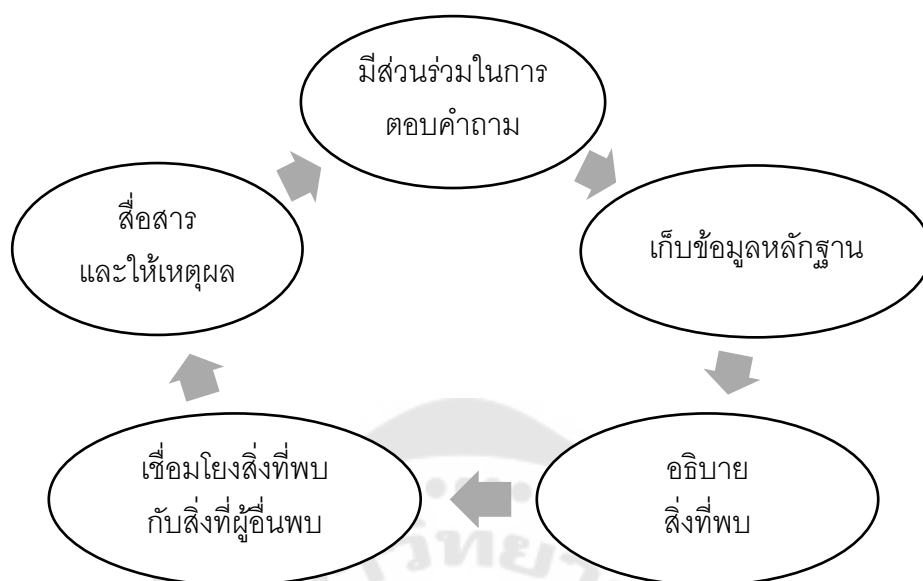 มีส่วนร่วมในการ
ตอบคำถาม
เก็บข้อมูลหลักฐาน
อธิบาย
สิ่งที่พบ
เชื่อมโยงสิ่งที่พบ
กับสิ่งที่ผู้อื่นพบ
สื่อสาร
และให้เหตุผล